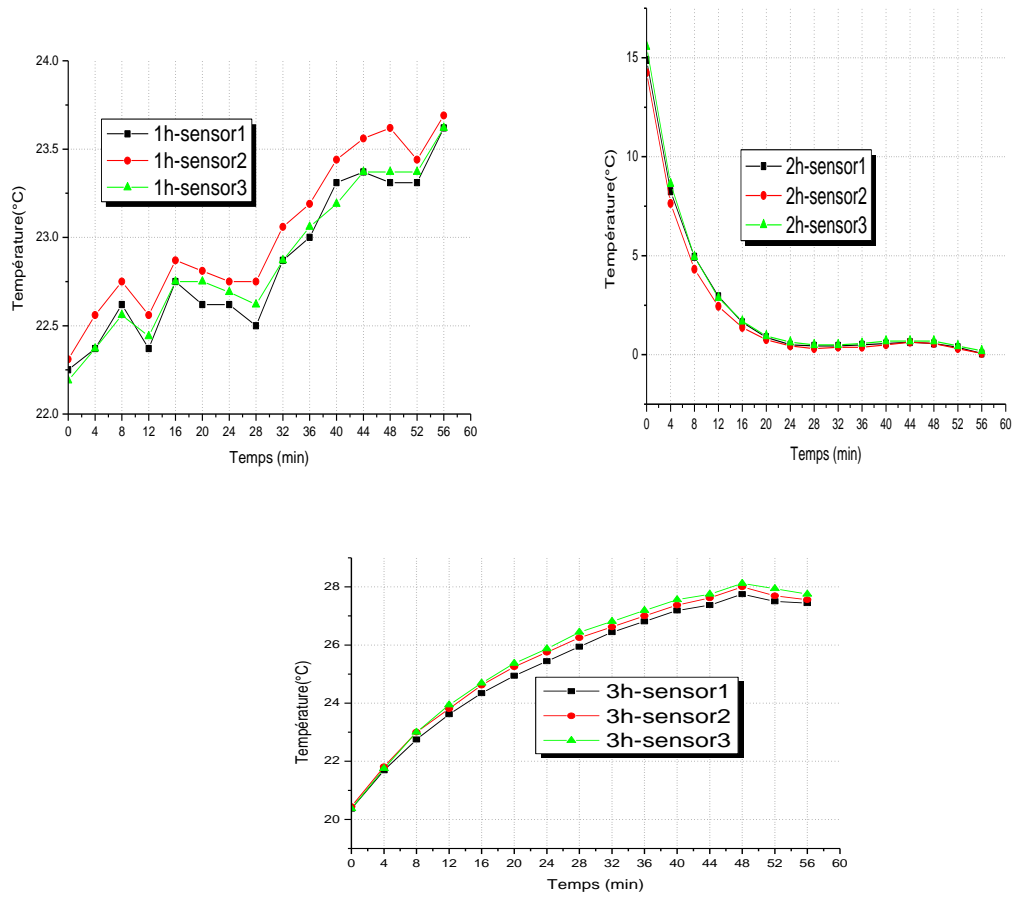 24.0
23.5
23.0
22.5
22.0
Température(°C)
1h-sensor1
1h-sensor2
1h-sensor3
0 4 8 12 16 20 24 28 32 36 40 44 48 52 56 60
Temps (min)
15
10
5
0
Température(°C)
2h-sensor1
2h-sensor2
2h-sensor3
0 4 8 12 16 20 24 28 32 36 40 44 48 52 56 60
Temps (min)
28
26
24
22
20
Température(°C)
3h-sensor1
3h-sensor2
3h-sensor3
0 4 8 12 16 20 24 28 32 36 40 44 48 52 56 60
Temps (min)